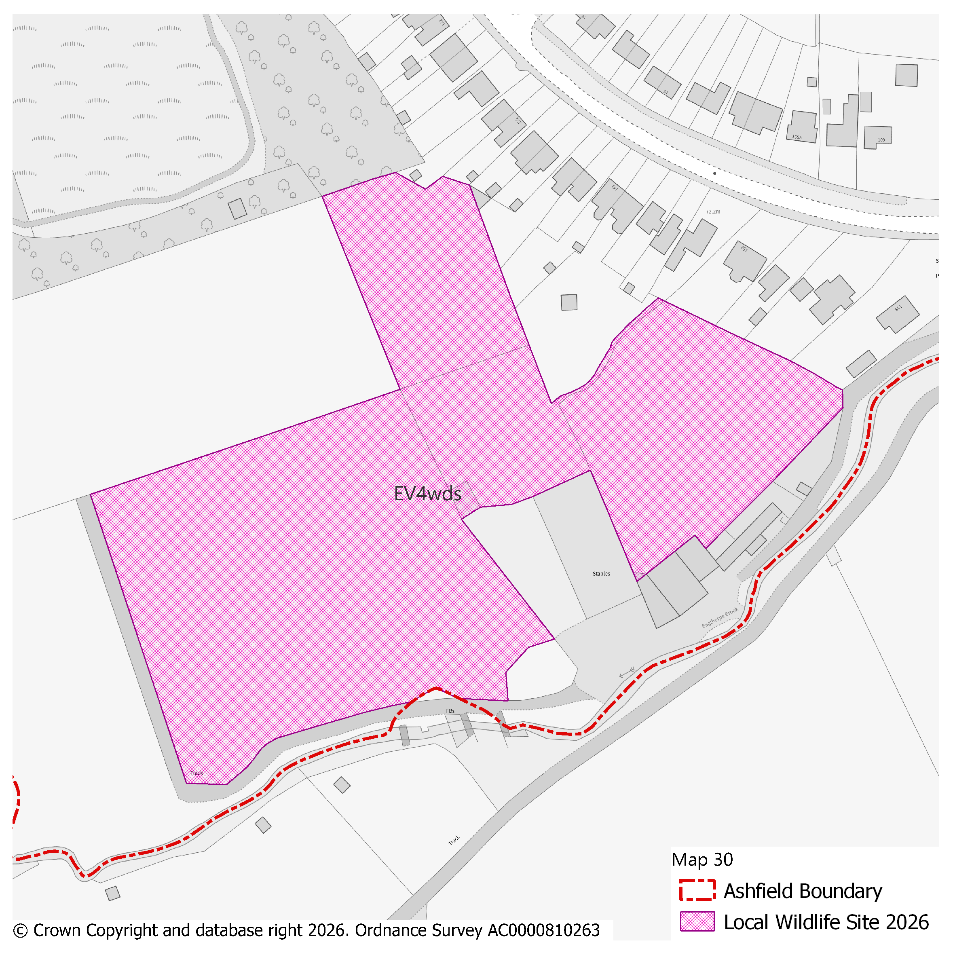 EV4wds
Stables
Track
Map 30
Ashfield Boundary
Local Wildlife Site 2026
© Crown Copyright and database right 2026. Ordnance Survey AC0000810263